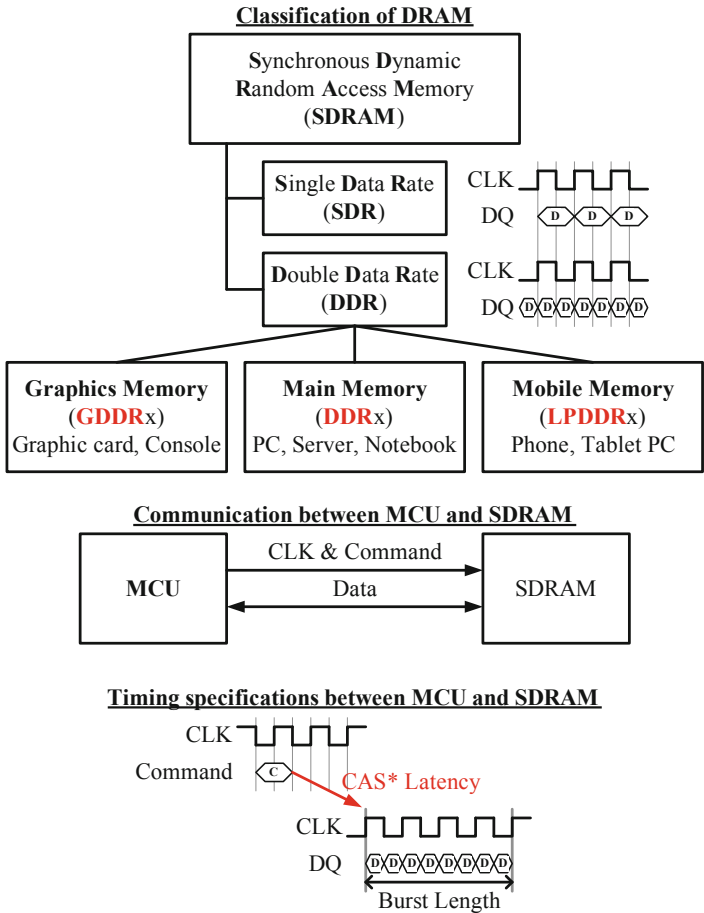 Classification of DRAM
Synchronous Dynamic
Random Access Memory
(SDRAM)
Single Data Rate
(SDR)
CLK
DQ
D D D
Double Data Rate
(DDR)
CLK
DQ
D D D D D D D
Graphics Memory
(GDDRx)
Graphic card, Console
Main Memory
(DDRx)
PC, Server, Notebook
Mobile Memory
(LPDDRx)
Phone, Tablet PC
Communication between MCU and SDRAM
MCU
CLK & Command
Data
SDRAM
Timing specifications between MCU and SDRAM
CLK
Command
C
CAS* Latency
CLK
DQ
D D D D D D D D
Burst Length